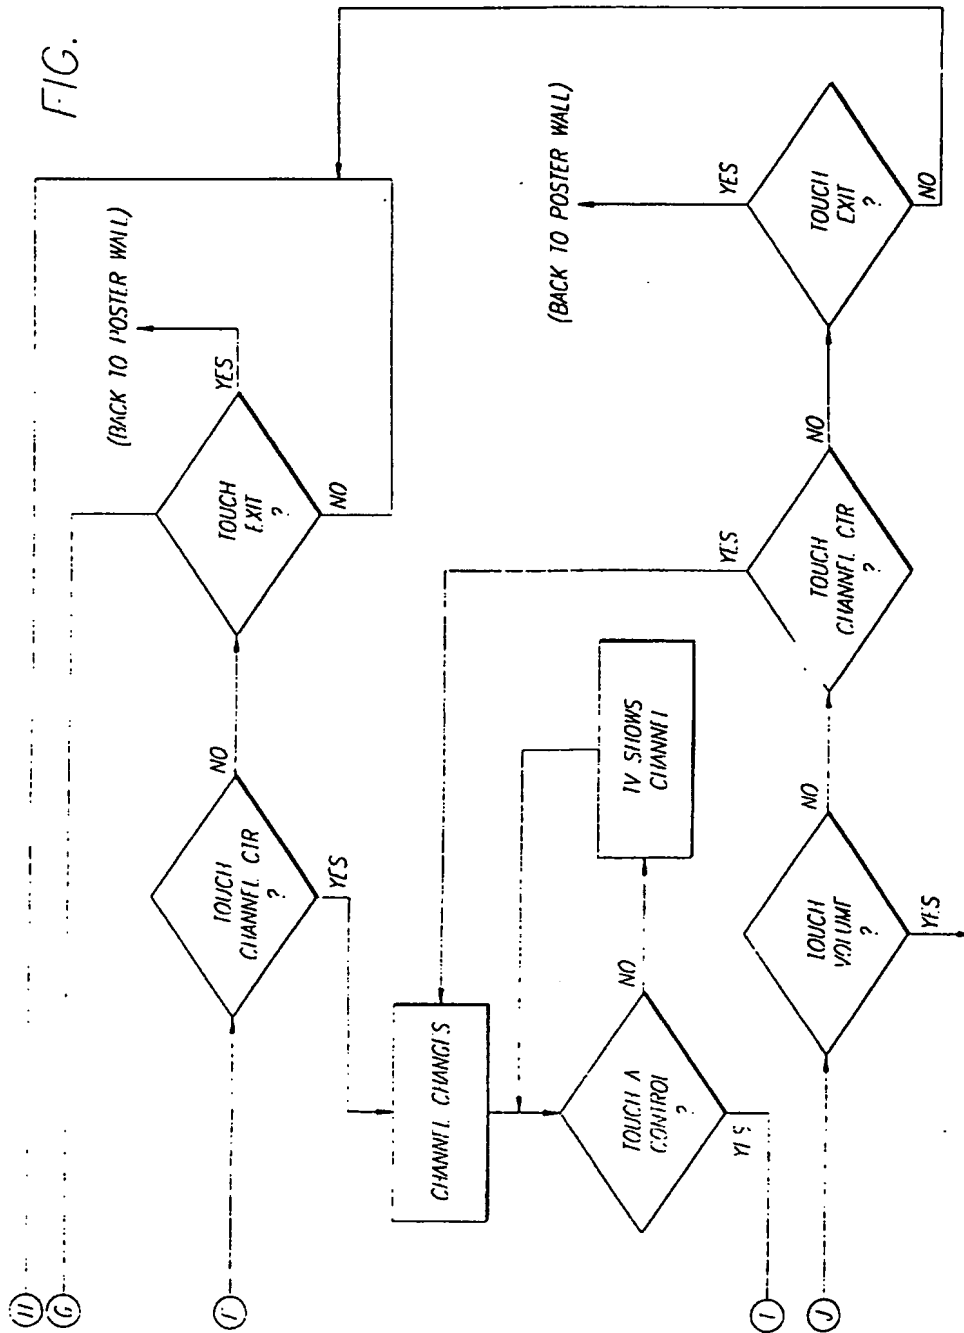 FIG.
(BACK TO POSTER WALL)
TOUCH
EXIT
?
YES
NO
TOUCH
CHANNEL CTR
?
NO
YES
CHANNEL CHANGES
TV SHOWS
CHANNEL
TOUCH A
CONTROL
?
NO
YES
(BACK TO POSTER WALL)
TOUCH
EXIT
?
YES
NO
TOUCH
CHANNEL CTR
?
YES
NO
TOUCH
VOLUME
?
NO
YES
G
J